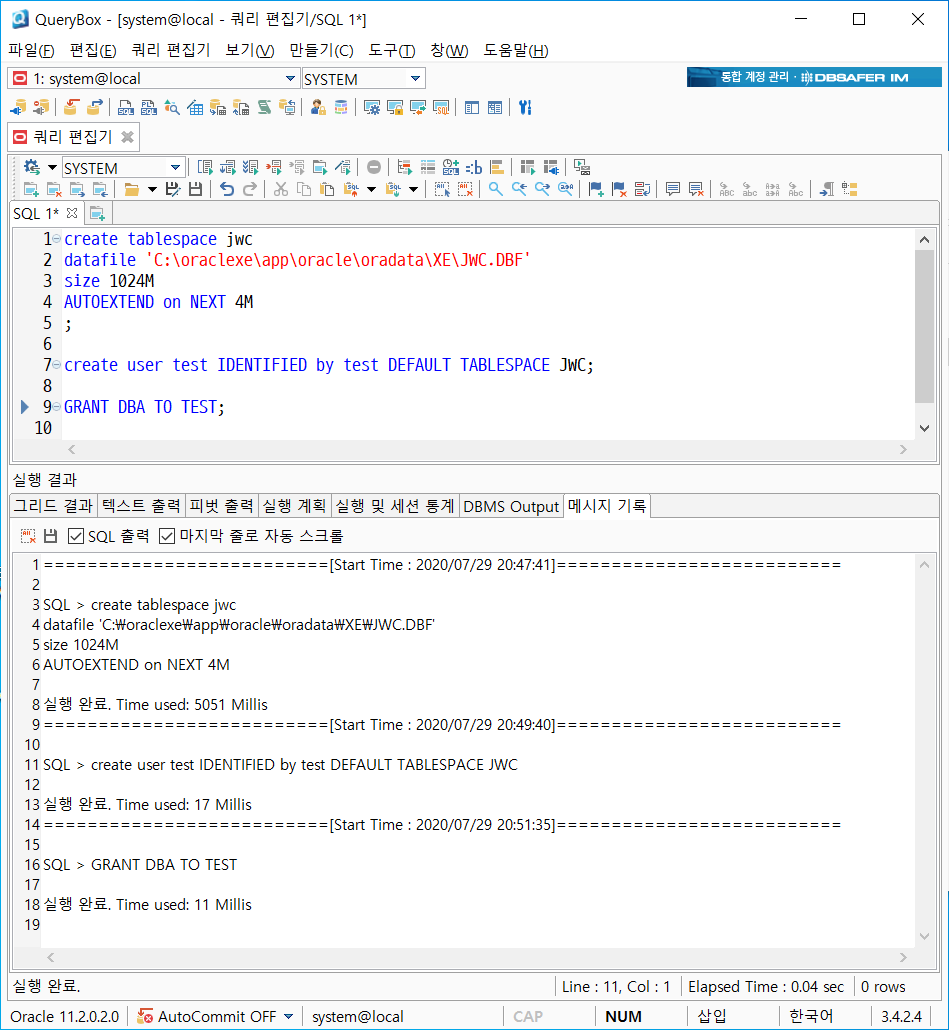 QueryBox - [system@local - 쿼리 편집기/SQL 1*]
파일(F) 편집(E) 쿼리 편집기 보기(V) 만들기(C) 도구(T) 창(W) 도움말(H)
1: system@local SYSTEM 통합 계정 관리 · DBSAFER IM
쿼리 편집기
SYSTEM
SQL 1*
1 create tablespace jwc
2 datafile 'C:\oraclexe\app\oracle\oradata\XE\JWC.DBF'
3 size 1024M
4 AUTOEXTEND on NEXT 4M
5 ;
6
7 create user test IDENTIFIED by test DEFAULT TABLESPACE JWC;
8
9 GRANT DBA TO TEST;
10
실행 결과
그리드 결과 텍스트 출력 피벗 출력 실행 계획 실행 및 세션 통계 DBMS Output 메시지 기록
SQL 출력 마지막 줄로 자동 스크롤
1 ==========================[Start Time : 2020/07/29 20:47:41]==========================
2
3 SQL > create tablespace jwc
4 datafile 'C:₩oraclexe₩app₩oracle₩oradata₩XE₩JWC.DBF'
5 size 1024M
6 AUTOEXTEND on NEXT 4M
7
8 실행 완료. Time used: 5051 Millis
9 ==========================[Start Time : 2020/07/29 20:49:40]==========================
10
11 SQL > create user test IDENTIFIED by test DEFAULT TABLESPACE JWC
12
13 실행 완료. Time used: 17 Millis
14 ==========================[Start Time : 2020/07/29 20:51:35]==========================
15
16 SQL > GRANT DBA TO TEST
17
18 실행 완료. Time used: 11 Millis
19
실행 완료. Line : 11, Col : 1 Elapsed Time : 0.04 sec 0 rows
Oracle 11.2.0.2.0 AutoCommit OFF system@local CAP NUM 삽입 한국어 3.4.2.4